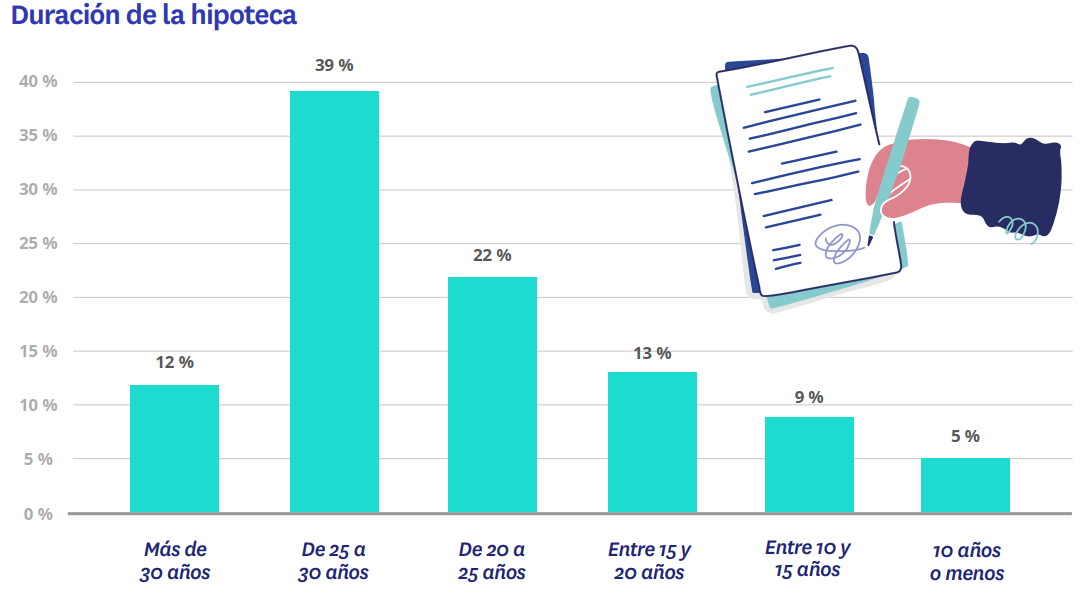 Duración de la hipoteca
39 %
40 %
35 %
30 %
25 %
22 %
20 %
15 %
13 %
12 %
10 %
9 %
5 %
5 %
0 %
Más de
30 años
De 25 a
30 años
De 20 a
25 años
Entre 15 y
20 años
Entre 10 y
15 años
10 años
o menos